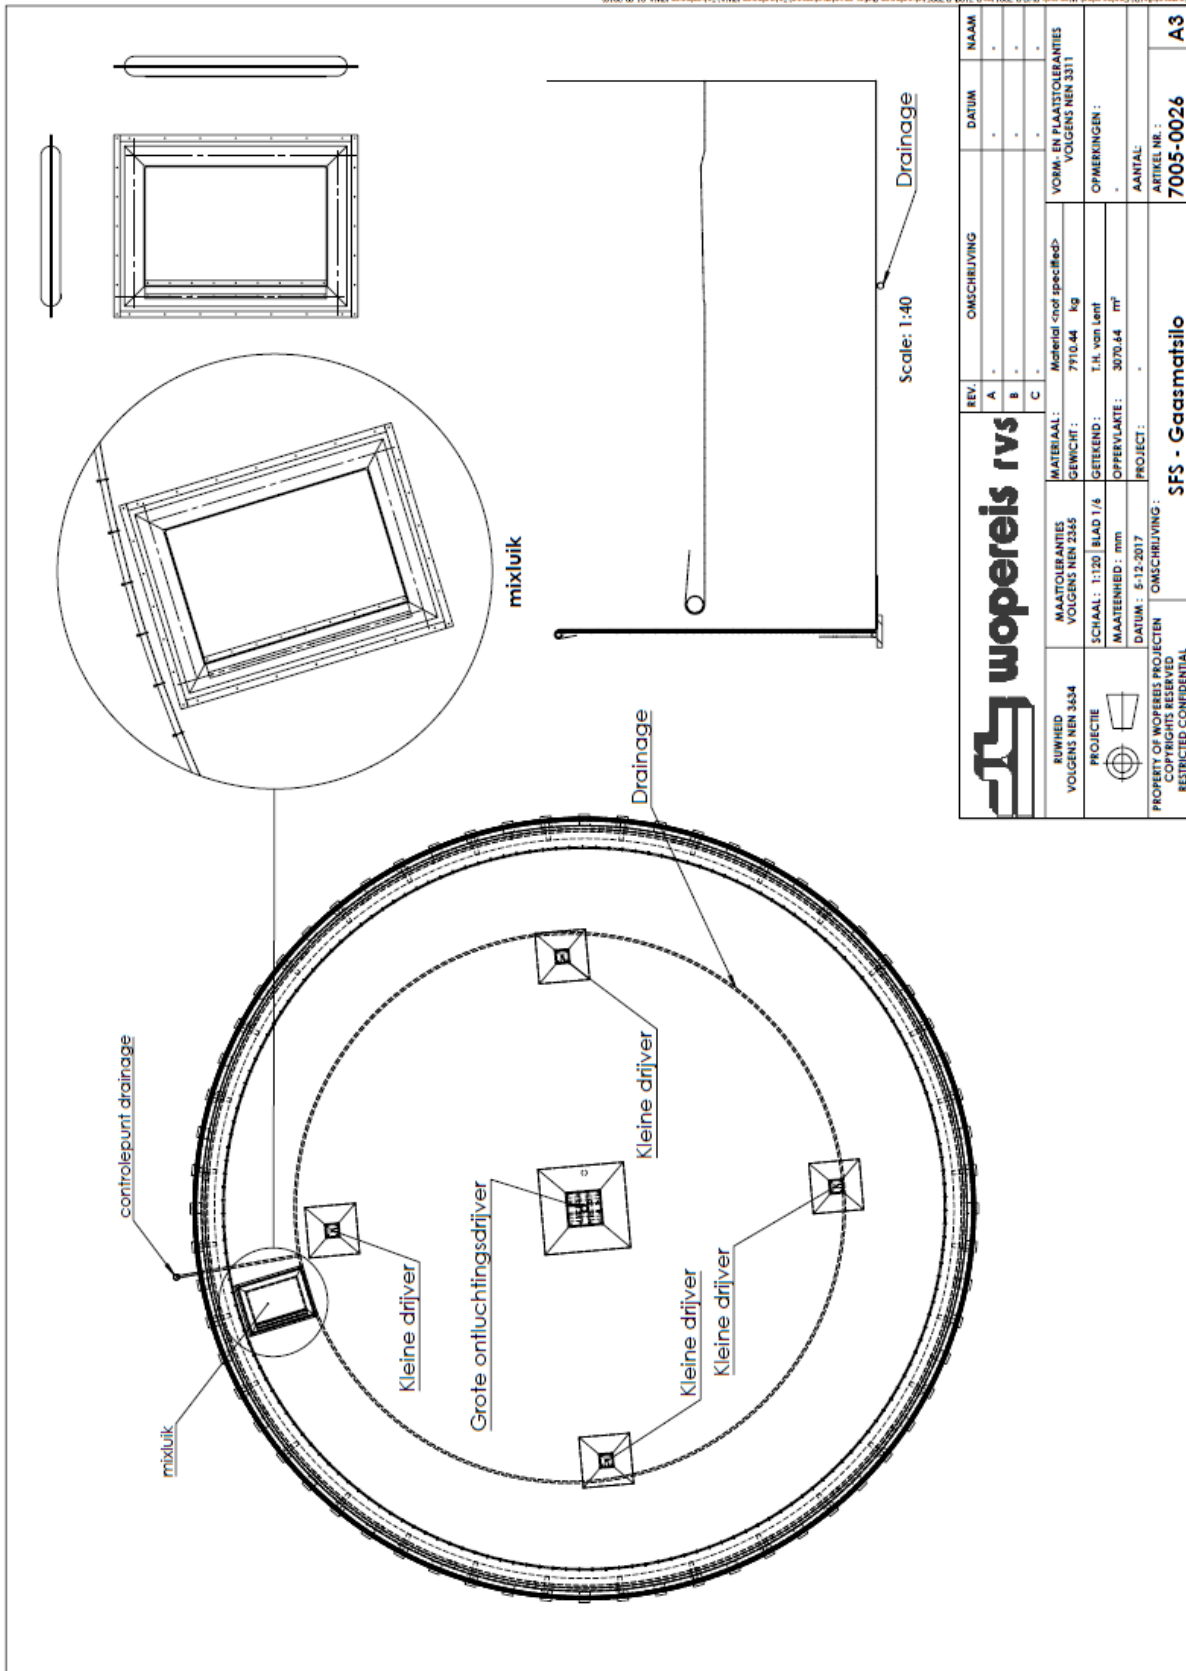 controlepunt drainage
mixluik
Kleine drijver
Grote ontluchtingsdrijver
Kleine drijver
Kleine drijver
Kleine drijver
Drainage
mixluik
Scale: 1:40
Drainage
wopereis rvs
REV.
OMSCHRIJVING
DATUM
NAAM
A
.
.
.
B
.
.
.
C
.
.
.
RUWHEID
VOLGENS NEN 3634
MAATTOLERANTIES
VOLGENS NEN 2365
MATERIAAL : Material <not specified>
GEWICHT : 7910.44 kg
VORM- EN PLAATSTOLERANTIES
VOLGENS NEN 3311
PROJECTIE
SCHAAL : 1:120 BLAD 1/6
GETEKEND : T.H. van Lent
OPMERKINGEN :
MAATEENHEID : mm
OPPERVLAKTE : 3070.64 m²
.
DATUM : 5-12-2017
PROJECT : .
AANTAL:
PROPERTY OF WOPEREIS PROJECTEN
COPYRIGHTS RESERVED
RESTRICTED CONFIDENTIAL
OMSCHRIJVING :
SFS - Gaasmatsilo
ARTIKEL NR. :
7005-0026
A3